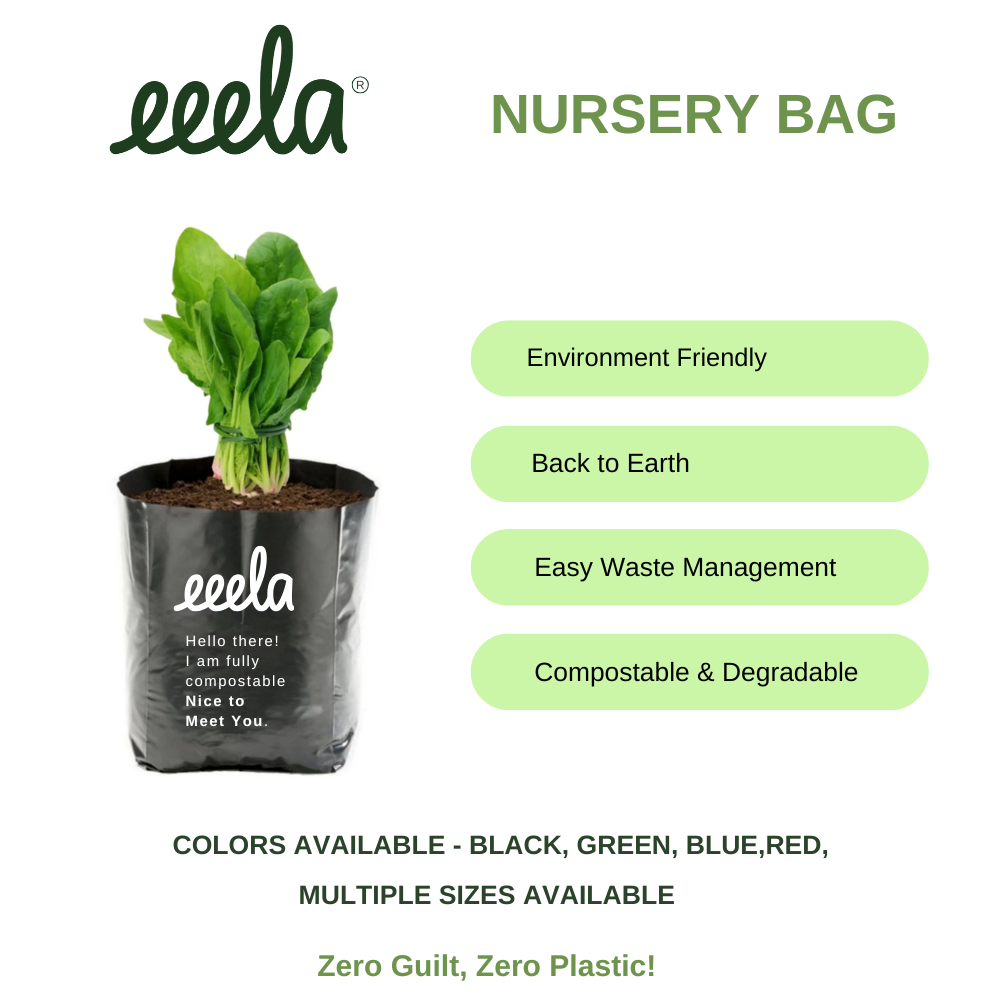 eeela®
NURSERY BAG
Environment Friendly
Back to Earth
Easy Waste Management
Compostable & Degradable
eeela
Hello there!
I am fully
compostable
Nice to
Meet You.
COLORS AVAILABLE - BLACK, GREEN, BLUE,RED,
MULTIPLE SIZES AVAILABLE
Zero Guilt, Zero Plastic!